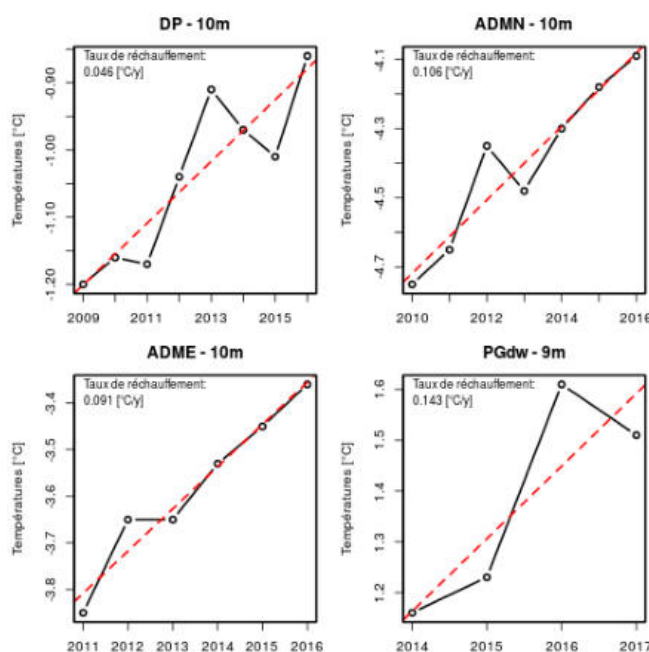 DP - 10m
Taux de réchauffement:
0.046 [°C/y]
Températures [°C]
-0.90
-1.00
-1.10
-1.20
2009 2011 2013 2015
ADMN - 10m
Taux de réchauffement:
0.106 [°C/y]
Températures [°C]
-4.1
-4.3
-4.5
-4.7
2010 2012 2014 2016
ADME - 10m
Taux de réchauffement:
0.091 [°C/y]
Températures [°C]
-3.4
-3.5
-3.6
-3.7
-3.8
2011 2012 2013 2014 2015 2016
PGdw - 9m
Taux de réchauffement:
0.143 [°C/y]
Températures [°C]
1.6
1.5
1.4
1.3
1.2
2014 2015 2016 2017